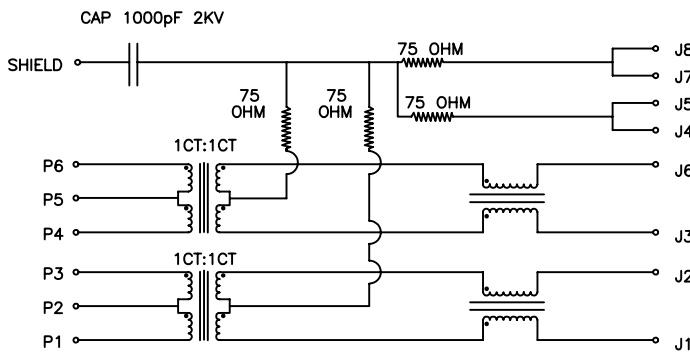 CAP 1000pF 2KV
SHIELD
75 OHM
J8
J7
75
OHM
75
OHM
75 OHM
J5
J4
1CT:1CT
P6
J6
P5
P4
J3
1CT:1CT
P3
J2
P2
P1
J1